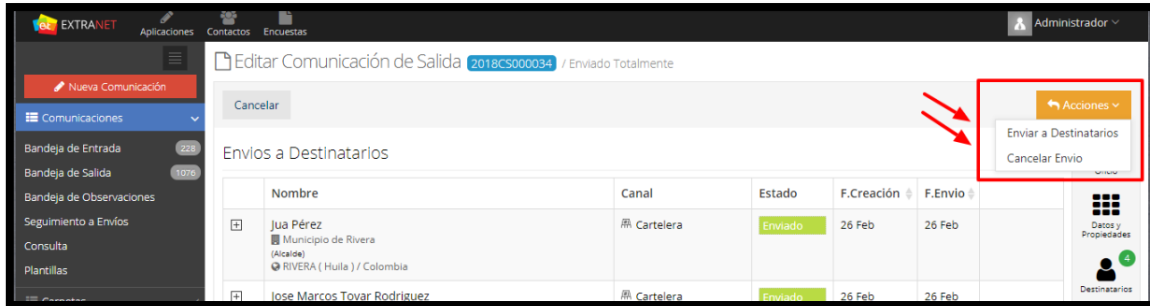 EXTRANET
Aplicaciones Contactos Encuestas
Administrador
Editar Comunicación de Salida 2018CS000034 / Enviado Totalmente
Nueva Comunicación
Cancelar
Acciones
Comunicaciones
Enviar a Destinatarios
Cancelar Envio
Bandeja de Entrada 228
Envios a Destinatarios
Bandeja de Salida 1076
Bandeja de Observaciones
Nombre Canal Estado F.Creación F.Envio
Datos y
Propiedades
Seguimiento a Envíos
Jua Pérez Cartelera Enviado 26 Feb 26 Feb
Municipio de Rivera
(Alcalde)
RIVERA ( Huila ) / Colombia
Consulta
Plantillas
4
Destinatarios
Carpetas
Jose Marcos Tovar Rodriguez Cartelera Enviado 26 Feb 26 Feb